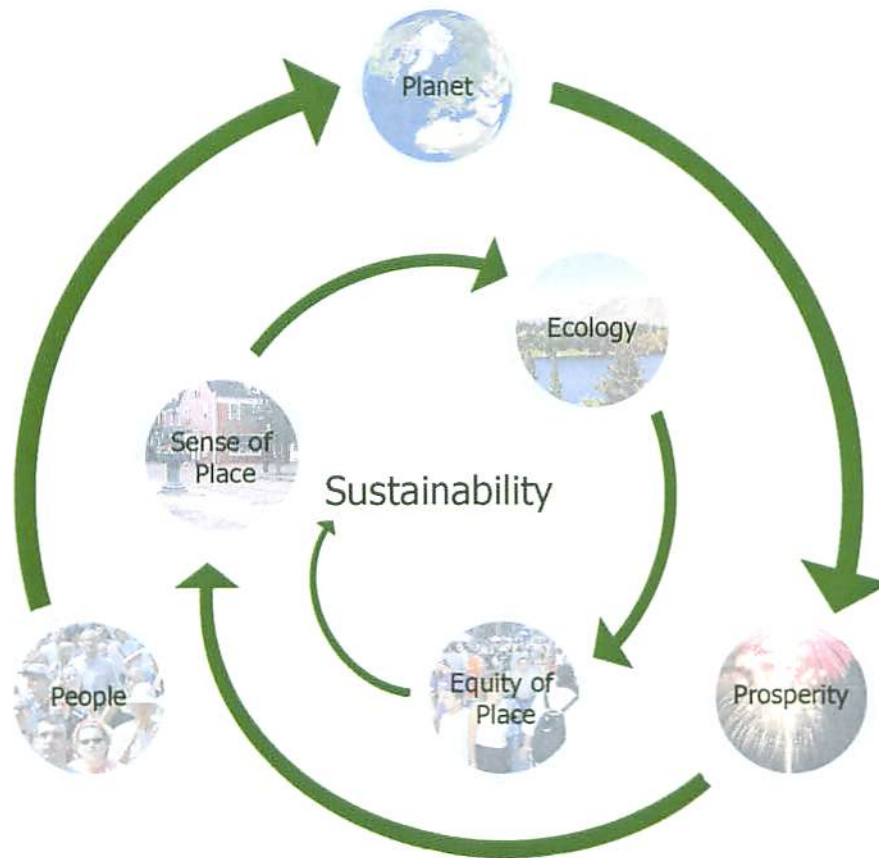 Planet
Ecology
Sense of
Place
Sustainability
People
Equity of
Place
Prosperity